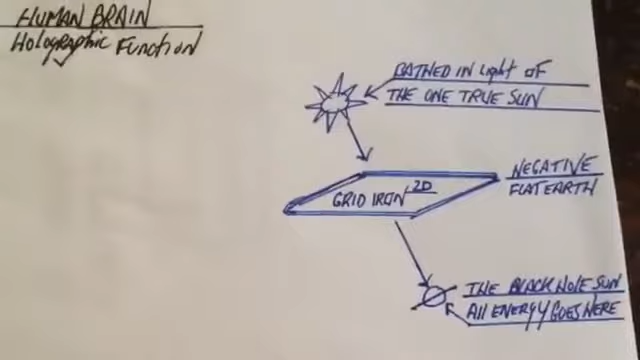 HUMAN BRAIN
Holographic Function
BATHED IN Light OF
THE ONE TRUE SUN
GRID IRON 2D
NEGATIVE
FLAT EARTH
THE BLACK HOLE SUN
All ENERGY GOES HERE